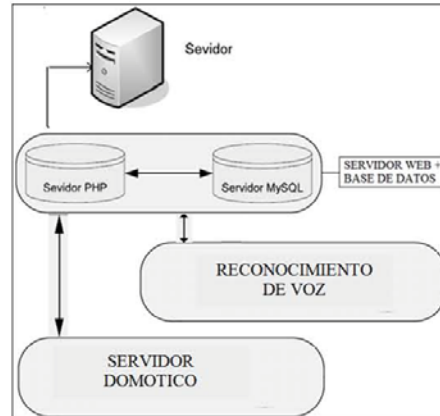 Sevidor
Sevidor PHP
Servidor MySQL
SERVIDOR WEB +
BASE DE DATOS
RECONOCIMIENTO
DE VOZ
SERVIDOR
DOMOTICO